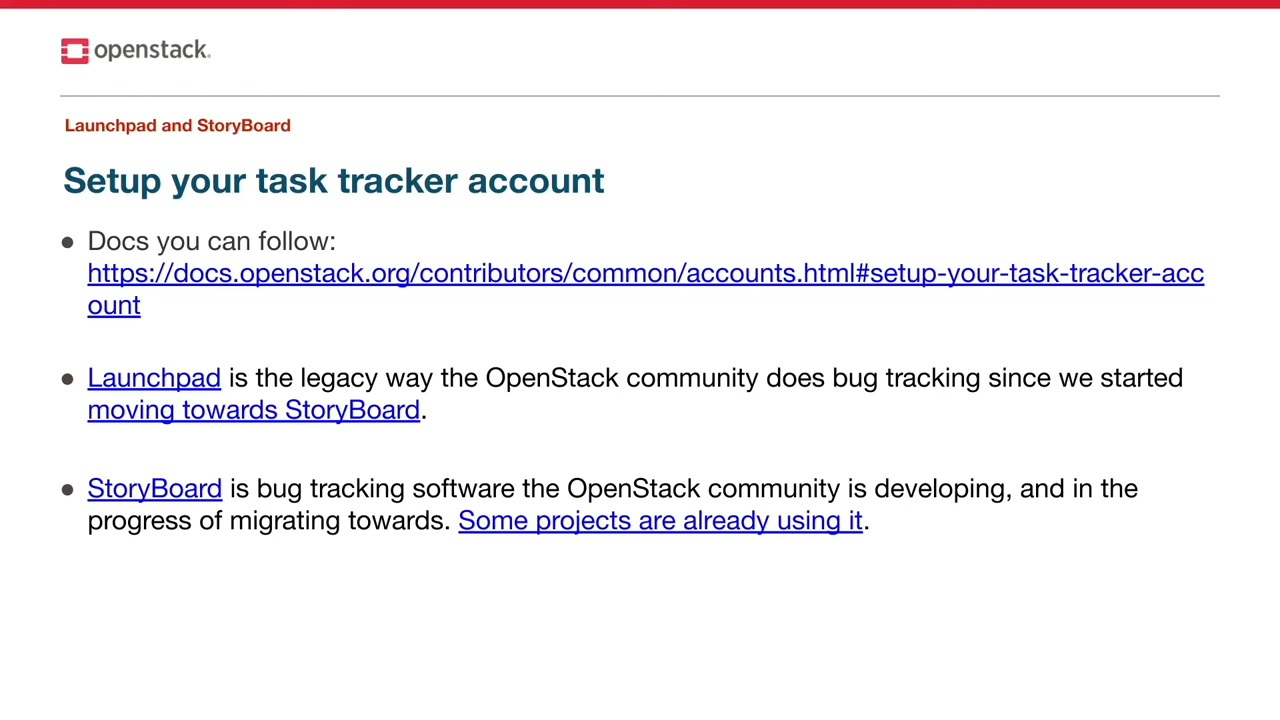 openstack.
Launchpad and StoryBoard
Setup your task tracker account
● Docs you can follow:
https://docs.openstack.org/contributors/common/accounts.html#setup-your-task-tracker-acc
ount
● Launchpad is the legacy way the OpenStack community does bug tracking since we started
moving towards StoryBoard.
● StoryBoard is bug tracking software the OpenStack community is developing, and in the
progress of migrating towards. Some projects are already using it.